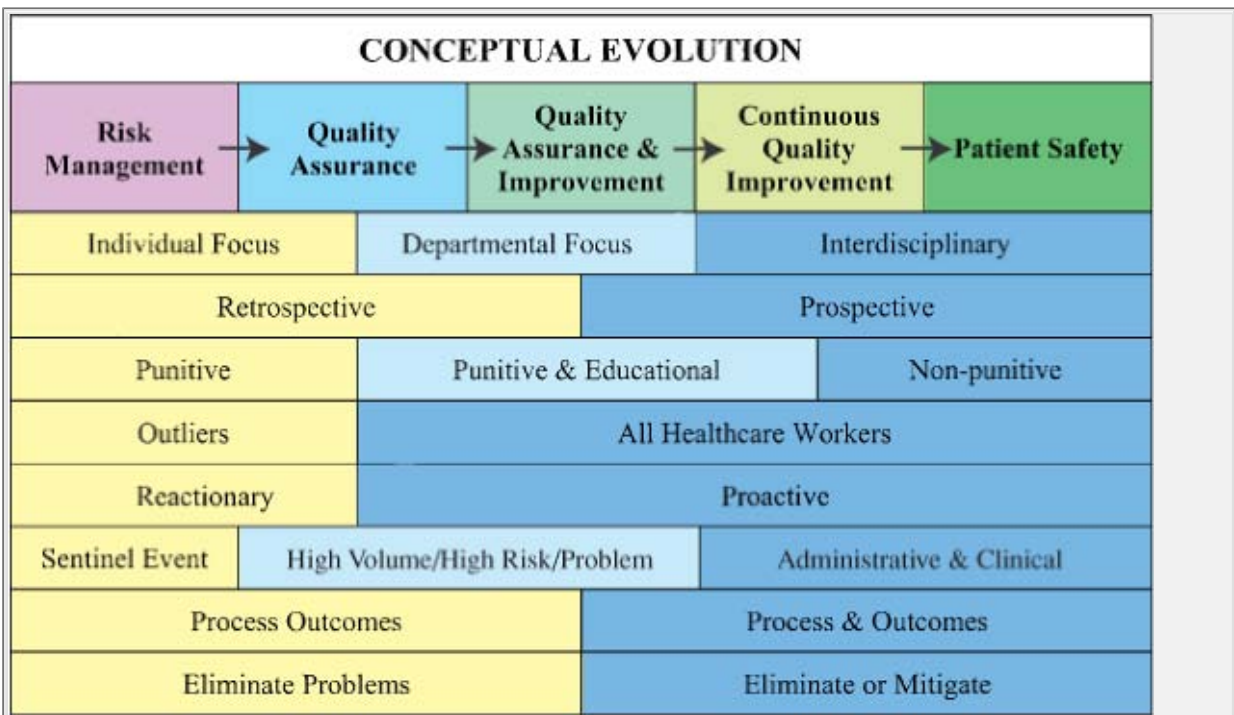 CONCEPTUAL EVOLUTION
Risk
Management
Quality
Assurance
Quality
Assurance &
Improvement
Continuous
Quality
Improvement
Patient Safety
Individual Focus
Departmental Focus
Interdisciplinary
Retrospective
Prospective
Punitive
Punitive & Educational
Non-punitive
Outliers
All Healthcare Workers
Reactionary
Proactive
Sentinel Event
High Volume/High Risk/Problem
Administrative & Clinical
Process Outcomes
Process & Outcomes
Eliminate Problems
Eliminate or Mitigate